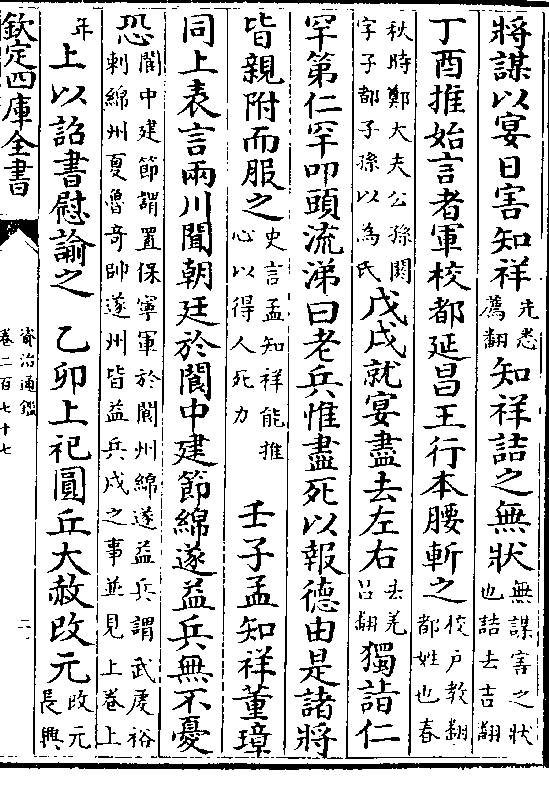 將謀以宴日害知祥先悉薦翻知祥詰之無狀無謀害之狀也詰去吉翻
丁酉推始言者軍校都延昌王行本腰斬之校戶教翻都姓也春
秋時鄭大夫公孫閼字子都子孫以為氏戊戌就宴盡去左右去羌呂翻獨詣仁
罕第仁罕叩頭流涕曰老兵惟盡死以報德由是諸將
皆親附而服之史言孟知祥能推心以得人死力壬子孟知祥董璋
同上表言兩川聞朝廷於閬中建節綿遂益兵無不憂
恐閬中建節謂置保寧軍於閬州綿遂益兵謂武䖍裕刺綿州夏魯奇帥遂州皆益兵戍之事並見上卷上
年上以詔書慰諭之乙卯上祀圓丘大赦改元改元長興
欽定四庫全書
資治通鑑
卷二百七十七
二